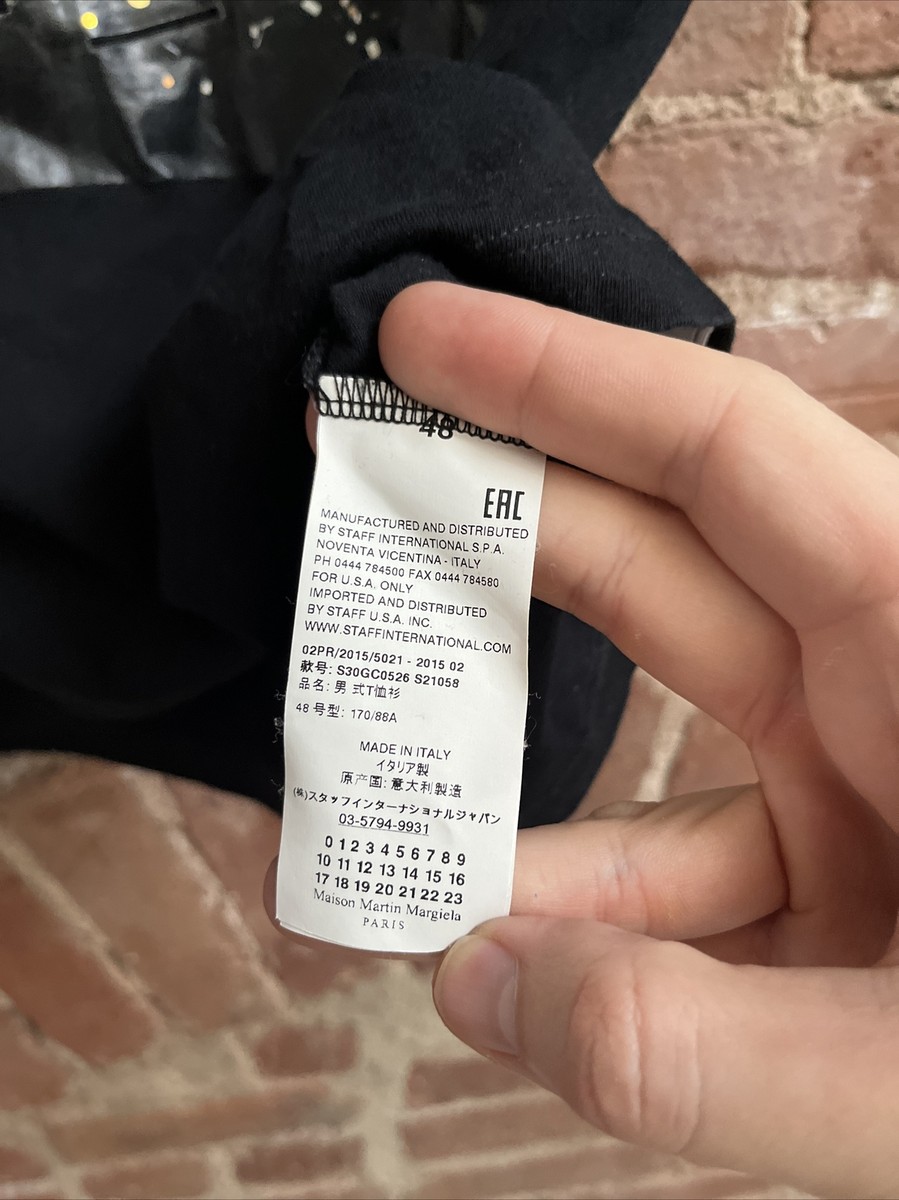 48
EAC
MANUFACTURED AND DISTRIBUTED
BY STAFF INTERNATIONAL S.P.A.
NOVENTA VICENTINA - ITALY
PH 0444 784500 FAX 0444 784580
FOR U.S.A. ONLY
IMPORTED AND DISTRIBUTED
BY STAFF U.S.A. INC.
WWW.STAFFINTERNATIONAL.COM
02PR/2015/5021 - 2015 02
款号: S30GC0526 S21058
品名: 男 式T恤衫
48 号型: 170/88A
MADE IN ITALY
イタリア製
原产国: 意大利製造
(株)スタッフインターナショナルジャパン
03-5794-9931
0 1 2 3 4 5 6 7 8 9
10 11 12 13 14 15 16
17 18 19 20 21 22 23
Maison Martin Margiela
PARIS